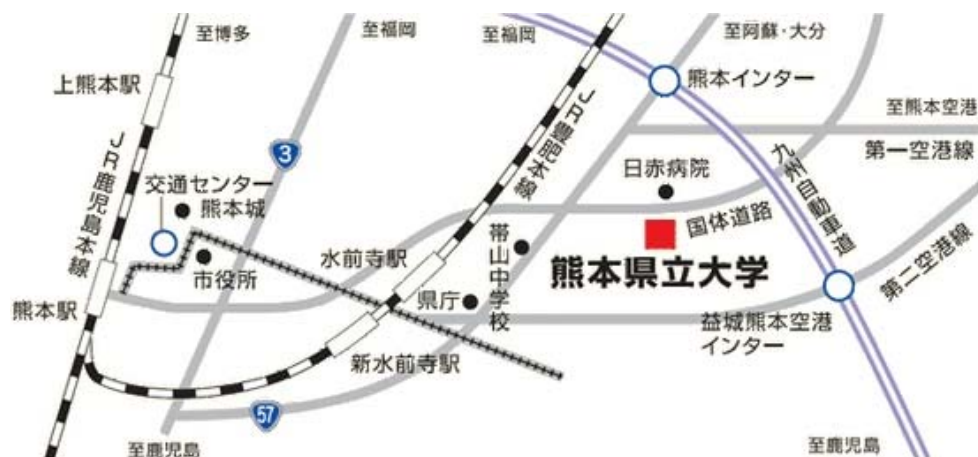 至博多
至福岡
至福岡
至阿蘇・大分
上熊本駅
熊本インター
JR豊肥本線
至熊本空港
第一空港線
3
JR鹿児島本線
交通センター
熊本城
日赤病院
九州自動車道
国体道路
市役所
水前寺駅
帯山中学校
熊本県立大学
第二空港線
熊本駅
県庁
益城熊本空港
インター
新水前寺駅
57
至鹿児島
至鹿児島